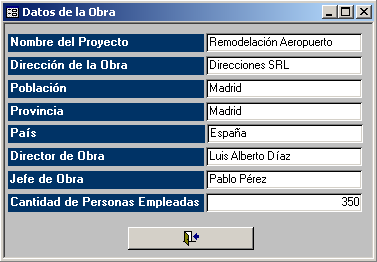 Datos de la Obra
Nombre del Proyecto Remodelación Aeropuerto
Dirección de la Obra Direcciones SRL
Población Madrid
Provincia Madrid
País España
Director de Obra Luis Alberto Díaz
Jefe de Obra Pablo Pérez
Cantidad de Personas Empleadas 350